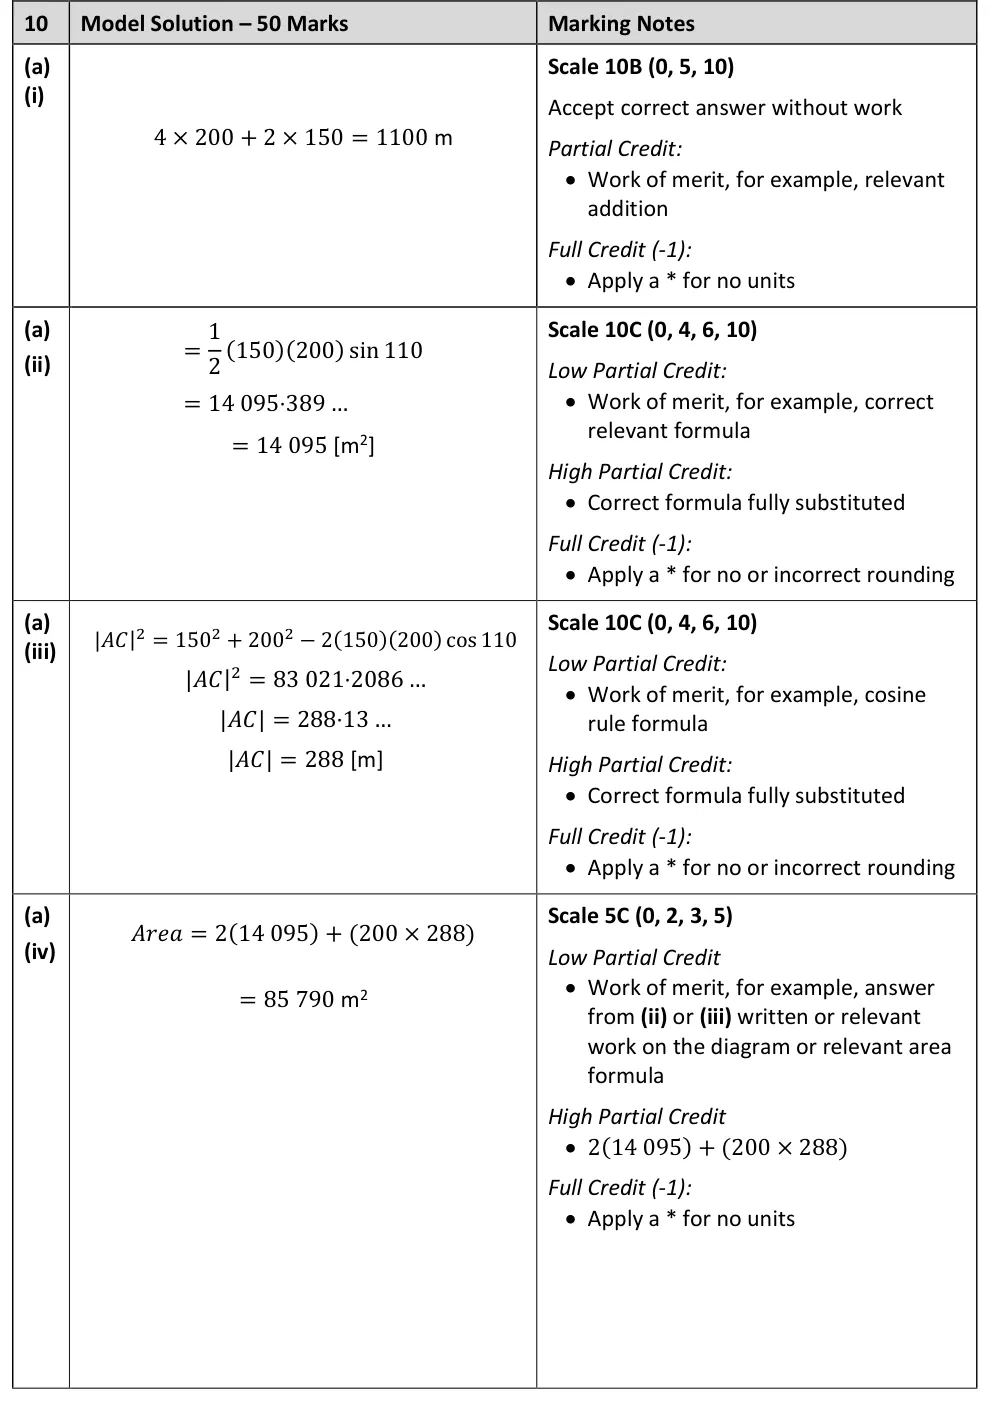 10 Model Solution – 50 Marks Marking Notes
(a)
(i)
4 × 200 + 2 × 150 = 1100 m
Scale 10B (0, 5, 10)
Accept correct answer without work
Partial Credit:
• Work of merit, for example, relevant
addition
Full Credit (-1):
• Apply a * for no units
(a)
(ii)
= 1/2 (150)(200) sin 110
= 14 095·389 …
= 14 095 [m²]
Scale 10C (0, 4, 6, 10)
Low Partial Credit:
• Work of merit, for example, correct
relevant formula
High Partial Credit:
• Correct formula fully substituted
Full Credit (-1):
• Apply a * for no or incorrect rounding
(a)
(iii)
|AC|² = 150² + 200² − 2(150)(200) cos 110
|AC|² = 83 021·2086 …
|AC| = 288·13 …
|AC| = 288 [m]
Scale 10C (0, 4, 6, 10)
Low Partial Credit:
• Work of merit, for example, cosine
rule formula
High Partial Credit:
• Correct formula fully substituted
Full Credit (-1):
• Apply a * for no or incorrect rounding
(a)
(iv)
Area = 2(14 095) + (200 × 288)
= 85 790 m²
Scale 5C (0, 2, 3, 5)
Low Partial Credit
• Work of merit, for example, answer
from (ii) or (iii) written or relevant
work on the diagram or relevant area
formula
High Partial Credit
• 2(14 095) + (200 × 288)
Full Credit (-1):
• Apply a * for no units